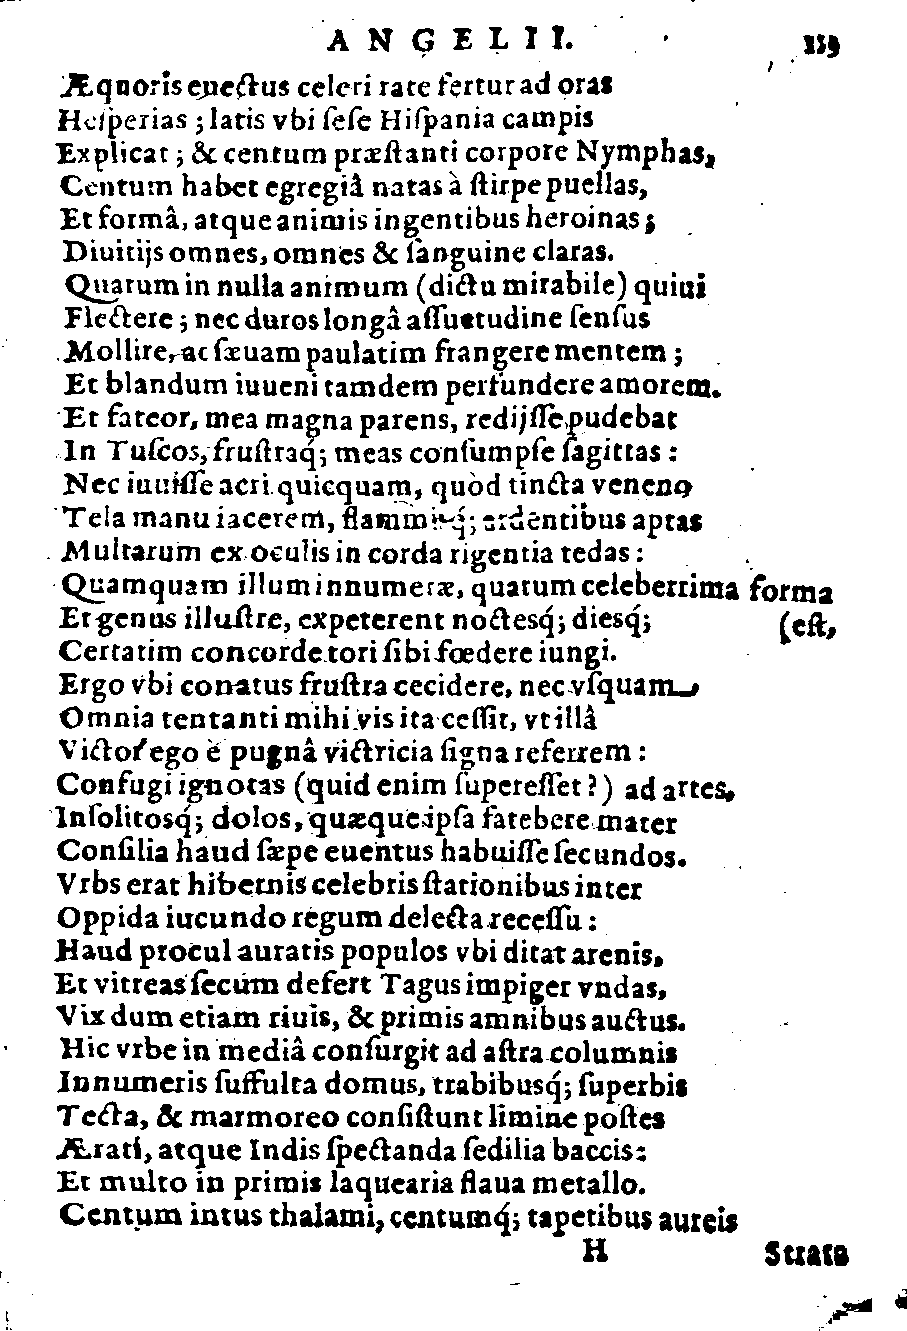 ANGELII. 113
Æquoris euectus celeri rate fertur ad oras
Hesperias ; latis vbi ſeſe Hiſpania campis
Explicat ; & centum præſtanti corpore Nymphas,
Centum habet egregiâ natas à ſtirpe puellas,
Et formâ, atque animis ingentibus heroinas ;
Diuitijs omnes, omnes & ſanguine claras.
Quarum in nulla animum (dictu mirabile) quiui
Flectere ; nec duros longâ aſſuetudine ſenſus
Mollire, ac ſæuam paulatim frangere mentem ;
Et blandum iuueni tamdem perfundere amorem.
Et fateor, mea magna parens, redijſſe pudebat
In Tuſcos, fruſtraq́; meas conſumpſe ſagittas :
Nec iuuiſſe acri quicquam, quòd tincta veneno
Tela manu iacerem, flammiſq́; ardentibus aptas
Multarum ex oculis in corda rigentia tedas :
Quamquam illum innumeræ, quarum celeberrima forma
Et genus illuſtre, expeterent noctesq́; diesq́; (eſt,
Certatim concorde tori ſibi fœdere iungi.
Ergo vbi conatus fruſtra cecidere, nec vſquam
Omnia tentanti mihi vis ita ceſſit, vt illâ
Victor ego è pugnâ victricia ſigna referrem :
Confugi ignotas (quid enim ſupereſſet ?) ad artes,
Inſolitosq́; dolos, quæque ipſa fatebere mater
Conſilia haud ſæpe euentus habuiſſe ſecundos.
Vrbs erat hibernis celebris ſtationibus inter
Oppida iucundo regum delecta receſſu :
Haud procul auratis populos vbi ditat arenis,
Et vitreas ſecum defert Tagus impiger vndas,
Vix dum etiam riuis, & primis amnibus auctus.
Hic vrbe in mediâ conſurgit ad aſtra columnis
Innumeris ſuffulta domus, trabibusq́; ſuperbis
Tecta, & marmoreo conſiſtunt limine poſtes
Ærati, atque Indis ſpectanda ſedilia baccis :
Et multo in primis laquearia flaua metallo.
Centum intus thalami, centumq́; tapetibus aureis
H Strata